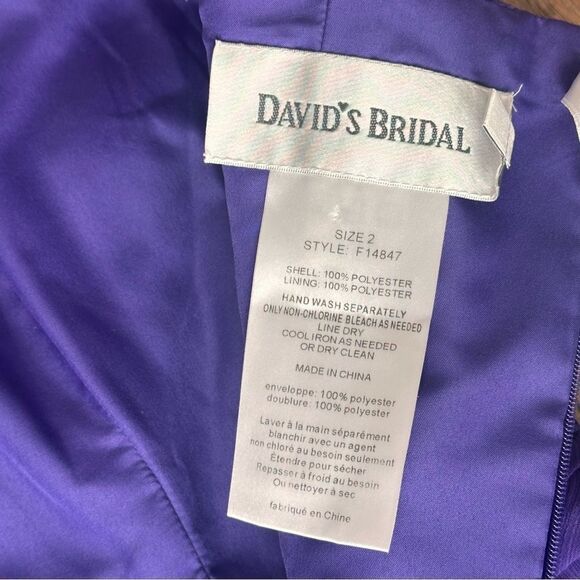 DAVID'S BRIDAL
SIZE 2
STYLE: F14847
SHELL: 100% POLYESTER
LINING: 100% POLYESTER
HAND WASH SEPARATELY
ONLY NON-CHLORINE BLEACH AS NEEDED
LINE DRY
COOL IRON AS NEEDED
OR DRY CLEAN
MADE IN CHINA
enveloppe: 100% polyester
doublure: 100% polyester
Laver à la main séparément
blanchir avec un agent
non chloré au besoin seulement
Étendre pour sécher
Repasser à froid au besoin
Ou nettoyer à sec
fabriqué en Chine